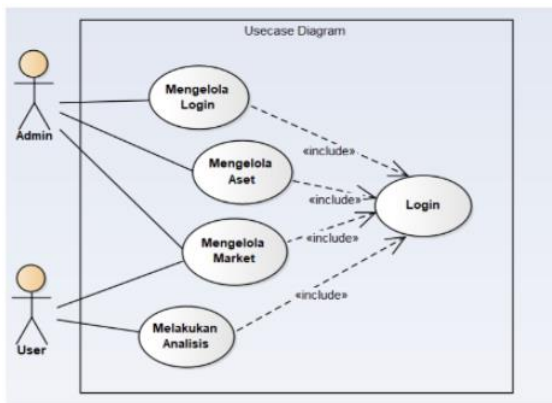 Usecase Diagram
Mengelola
Login
Admin
«include»
Mengelola
Aset
«include»
Login
Mengelola
Market
«include»
«include»
User
Melakukan
Analisis